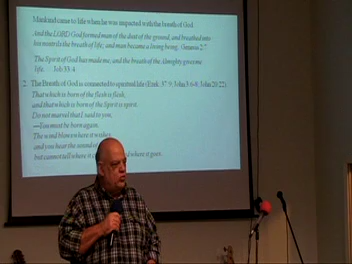 Mankind came to life when he was impacted with the breath of God
And the LORD God formed man of the dust of the ground, and breathed into
his nostrils the breath of life; and man became a living being. Genesis 2:7
The Spirit of God has made me, and the breath of the Almighty gives me
life. Job 33:4
2. The Breath of God is connected to spiritual life (Ezek. 37:9; John 3:6-8; John 20:22).
That which is born of the flesh is flesh,
and that which is born of the Spirit is spirit.
Do not marvel that I said to you,
—You must be born again.
The wind blows where it wishes,
and you hear the sound of
but cannot tell where it and where it goes.